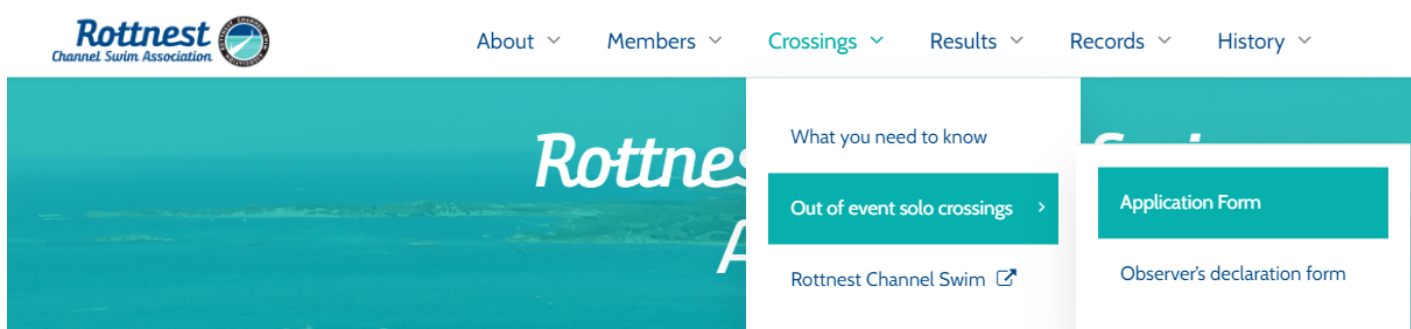 Rottnest
Channel Swim Association
About
Members
Crossings
Results
Records
History
Rottnes
What you need to know
Out of event solo crossings
Application Form
Rottnest Channel Swim
Observer's declaration form